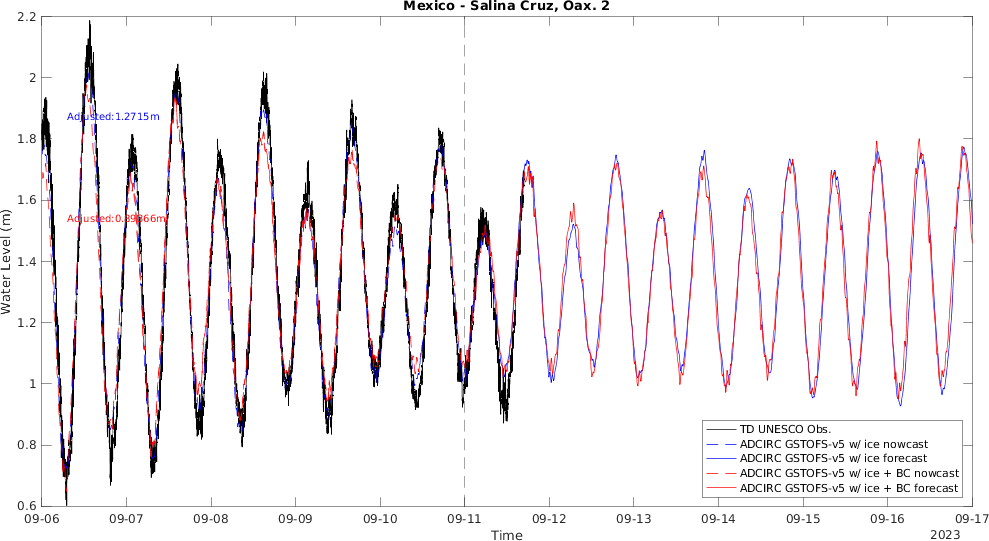 Mexico - Salina Cruz, Oax. 2
2.2
2
1.8
1.6
1.4
1.2
1
0.8
0.6
Water Level (m)
Adjusted:1.2715m
Adjusted:0.89866m
TD UNESCO Obs.
ADCIRC GSTOFS-v5 w/ ice nowcast
ADCIRC GSTOFS-v5 w/ ice forecast
ADCIRC GSTOFS-v5 w/ ice + BC nowcast
ADCIRC GSTOFS-v5 w/ ice + BC forecast
09-06 09-07 09-08 09-09 09-10 09-11 09-12 09-13 09-14 09-15 09-16 09-17
Time
2023